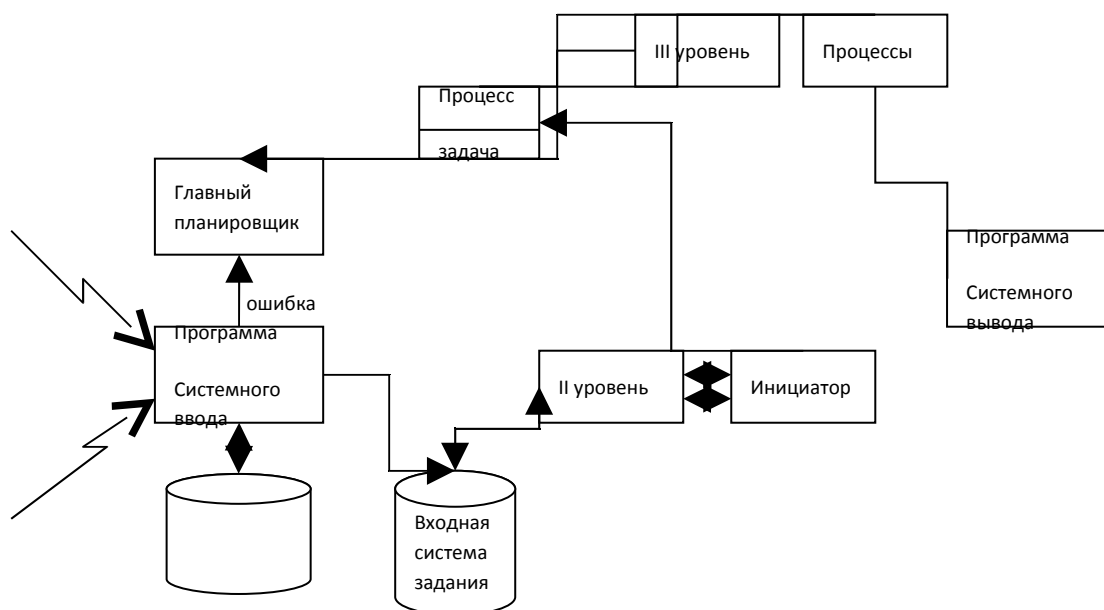 III уровень
Процессы
Процесс
задача
Главный
планировщик
Программа
Системного
вывода
ошибка
Программа
Системного
ввода
II уровень
Инициатор
Входная
система
задания